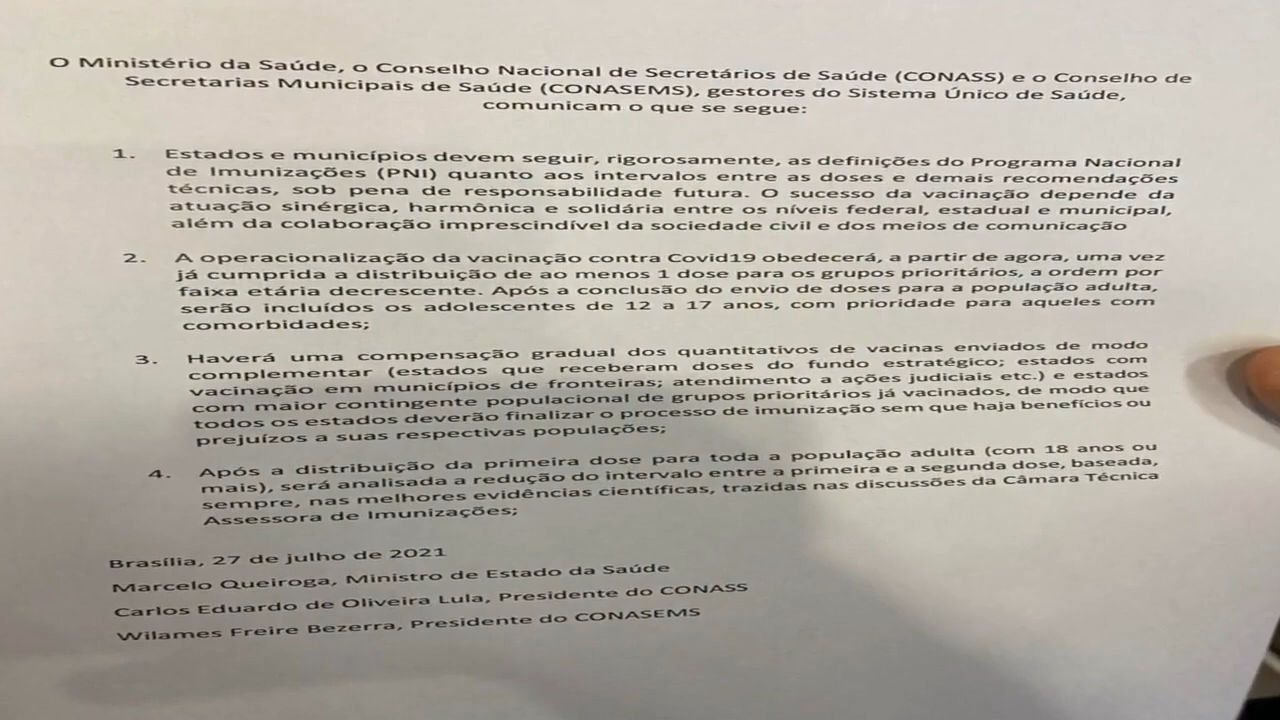 O Ministério da Saúde, o Conselho Nacional de Secretários de Saúde (CONASS) e o Conselho de
Secretarias Municipais de Saúde (CONASEMS), gestores do Sistema Único de Saúde,
comunicam o que se segue:
1. Estados e municípios devem seguir, rigorosamente, as definições do Programa Nacional
de Imunizações (PNI) quanto aos intervalos entre as doses e demais recomendações
técnicas, sob pena de responsabilidade futura. O sucesso da vacinação depende da
atuação sinérgica, harmônica e solidária entre os níveis federal, estadual e municipal,
além da colaboração imprescindível da sociedade civil e dos meios de comunicação
2. A operacionalização da vacinação contra Covid19 obedecerá, a partir de agora, uma vez
já cumprida a distribuição de ao menos 1 dose para os grupos prioritários, a ordem por
faixa etária decrescente. Após a conclusão do envio de doses para a população adulta,
serão incluídos os adolescentes de 12 a 17 anos, com prioridade para aqueles com
comorbidades;
3. Haverá uma compensação gradual dos quantitativos de vacinas enviados de modo
complementar (estados que receberam doses do fundo estratégico; estados com
vacinação em municípios de fronteiras; atendimento a ações judiciais etc.) e estados
com maior contingente populacional de grupos prioritários já vacinados, de modo que
todos os estados deverão finalizar o processo de imunização sem que haja benefícios ou
prejuízos a suas respectivas populações;
4. Após a distribuição da primeira dose para toda a população adulta (com 18 anos ou
mais), será analisada a redução do intervalo entre a primeira e a segunda dose, baseada,
sempre, nas melhores evidências científicas, trazidas nas discussões da Câmara Técnica
Assessora de Imunizações;
Brasília, 27 de julho de 2021
Marcelo Queiroga, Ministro de Estado da Saúde
Carlos Eduardo de Oliveira Lula, Presidente do CONASS
Wilames Freire Bezerra, Presidente do CONASEMS